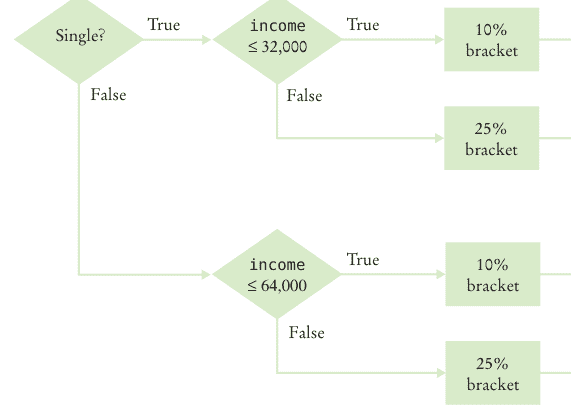 Single?
True
income
≤ 32,000
True
10%
bracket
False
False
25%
bracket
income
≤ 64,000
True
10%
bracket
False
25%
bracket